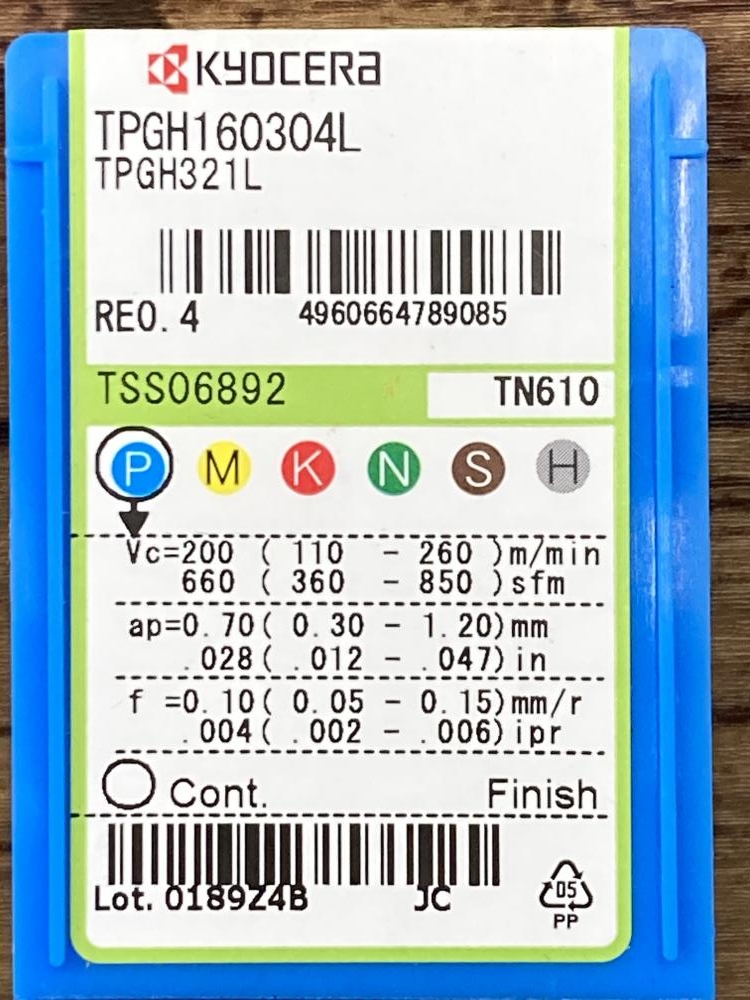 KYOCERA
TPGH160304L
TPGH321L
RE0.4 4960664789085
TSS06892 TN610
P M K N S H
Vc=200 ( 110 - 260 )m/min
660 ( 360 - 850 )sfm
ap=0.70( 0.30 - 1.20)mm
.028( .012 - .047)in
f =0.10( 0.05 - 0.15)mm/r
.004( .002 - .006)ipr
Cont. Finish
Lot. 0189Z4B JC
05
PP